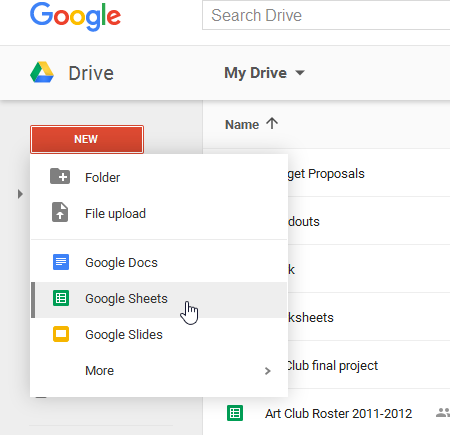 Google
Search Drive
Drive
My Drive
Name
NEW
Folder
File upload
Google Docs
Google Sheets
Google Slides
More
get Proposals
douts
k
ksheets
Club final project
Art Club Roster 2011-2012